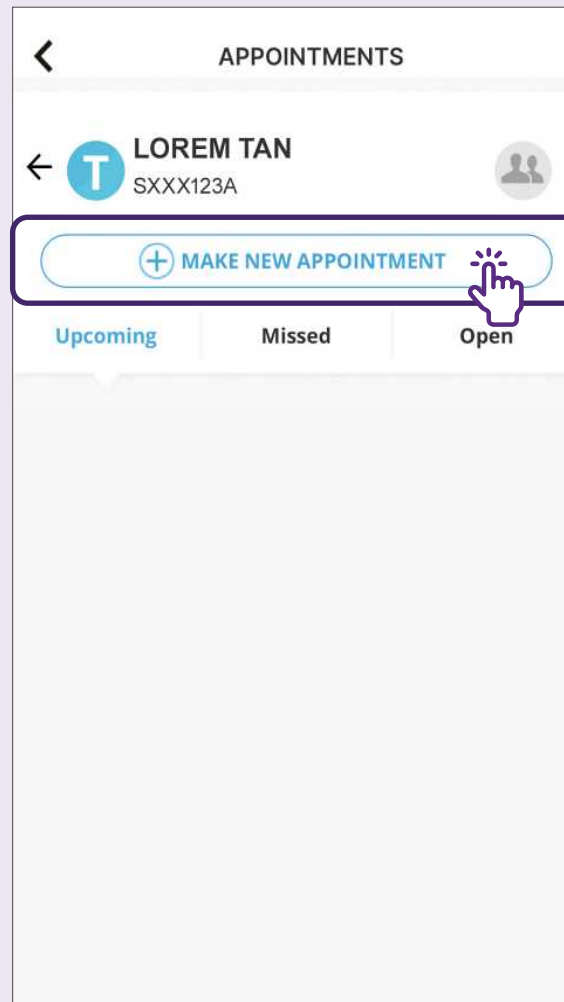 APPOINTMENTS
LOREM TAN
T
SXXX123A
MAKE NEW APPOINTMENT
Upcoming Missed Open